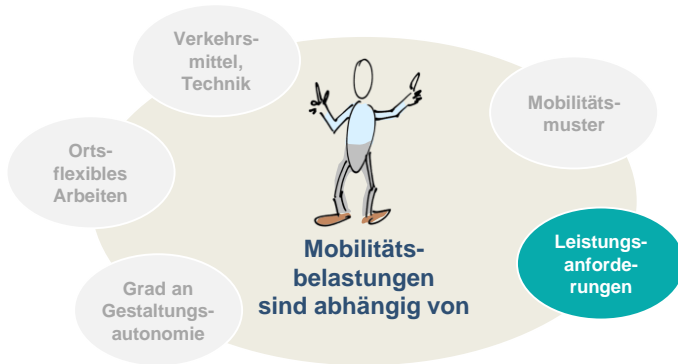 Verkehrs-
mittel,
Technik
Mobilitäts-
muster
Orts-
flexibles
Arbeiten
Leistungs-
anforde-
rungen
Mobilitäts-
belastungen
sind abhängig von
Grad an
Gestaltungs-
autonomie